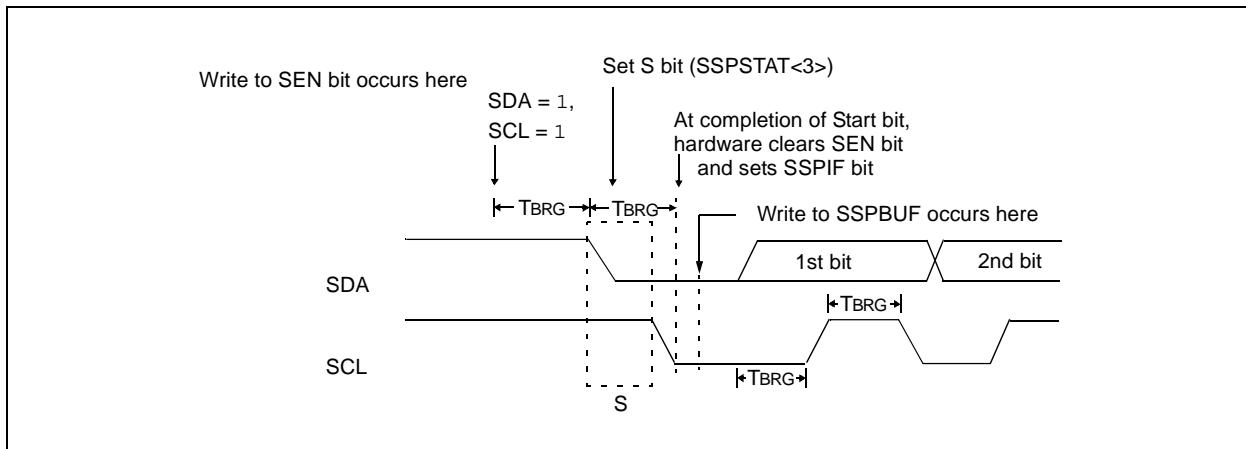 Write to SEN bit occurs here
Set S bit (SSPSTAT<3>)
SDA = 1,
SCL = 1
At completion of Start bit,
hardware clears SEN bit
and sets SSPIF bit
TBRG
TBRG
Write to SSPBUF occurs here
SDA
1st bit
2nd bit
TBRG
SCL
TBRG
S